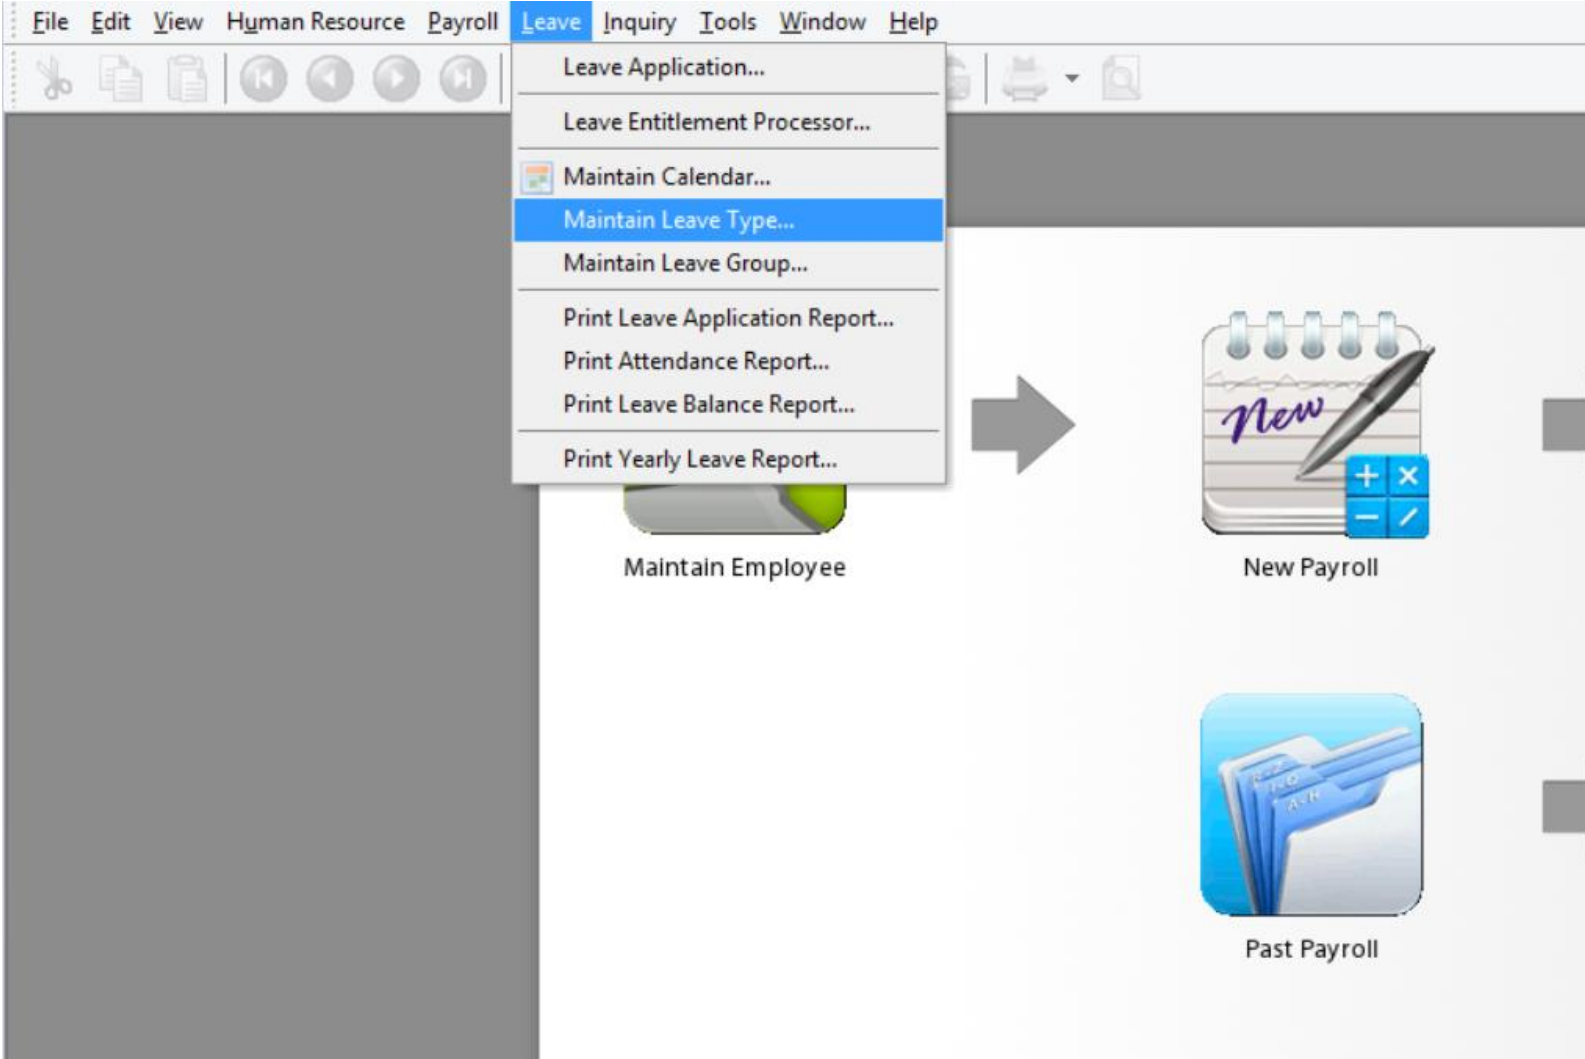 File Edit View Human Resource Payroll Leave Inquiry Tools Window Help
Leave Application...
Leave Entitlement Processor...
Maintain Calendar...
Maintain Leave Type...
Maintain Leave Group...
Print Leave Application Report...
Print Attendance Report...
Print Leave Balance Report...
Print Yearly Leave Report...
New
Maintain Employee
New Payroll
R-Z
I-Q
A-H
Past Payroll